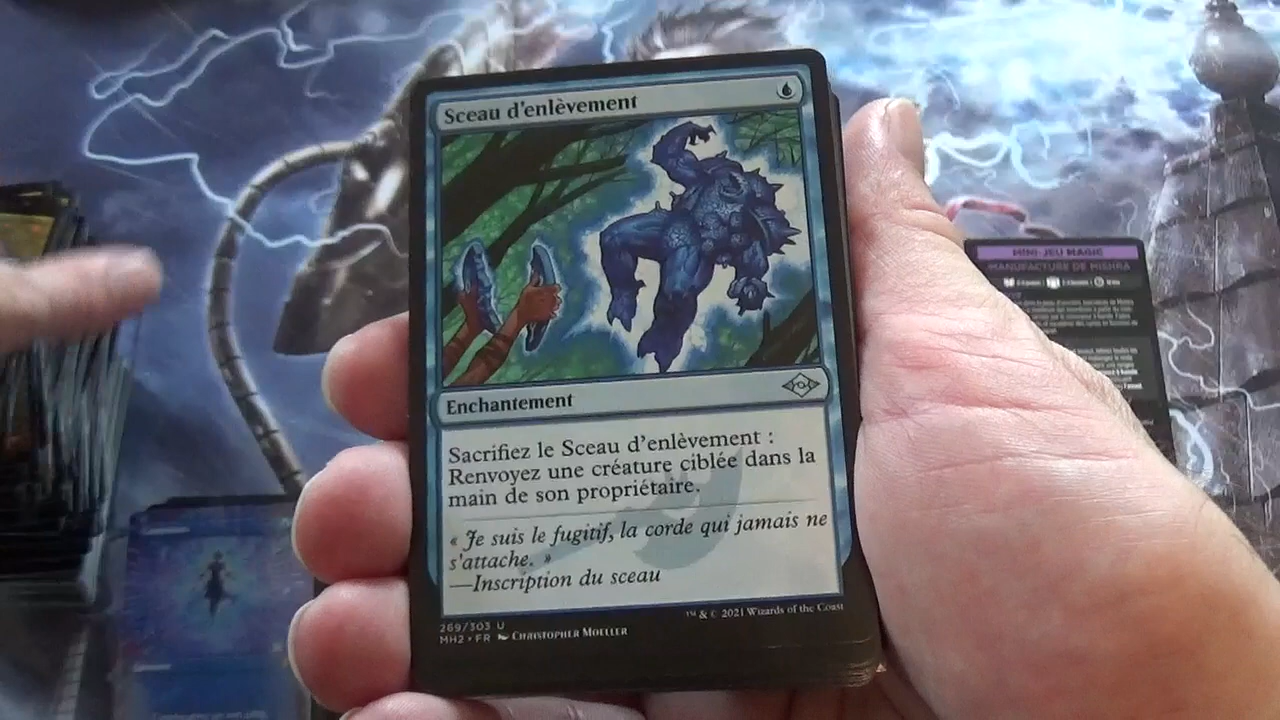 Sceau d'enlèvement
Enchantement
Sacrifiez le Sceau d'enlèvement :
Renvoyez une créature ciblée dans la
main de son propriétaire.
« Je suis le fugitif, la corde qui jamais ne
s'attache. »
—Inscription du sceau
269/303 U
MH2 • FR Christopher Moeller
™ & © 2021 Wizards of the Coast
MINI-JEU MAGIC
MANUFACTURE DE MISHRA